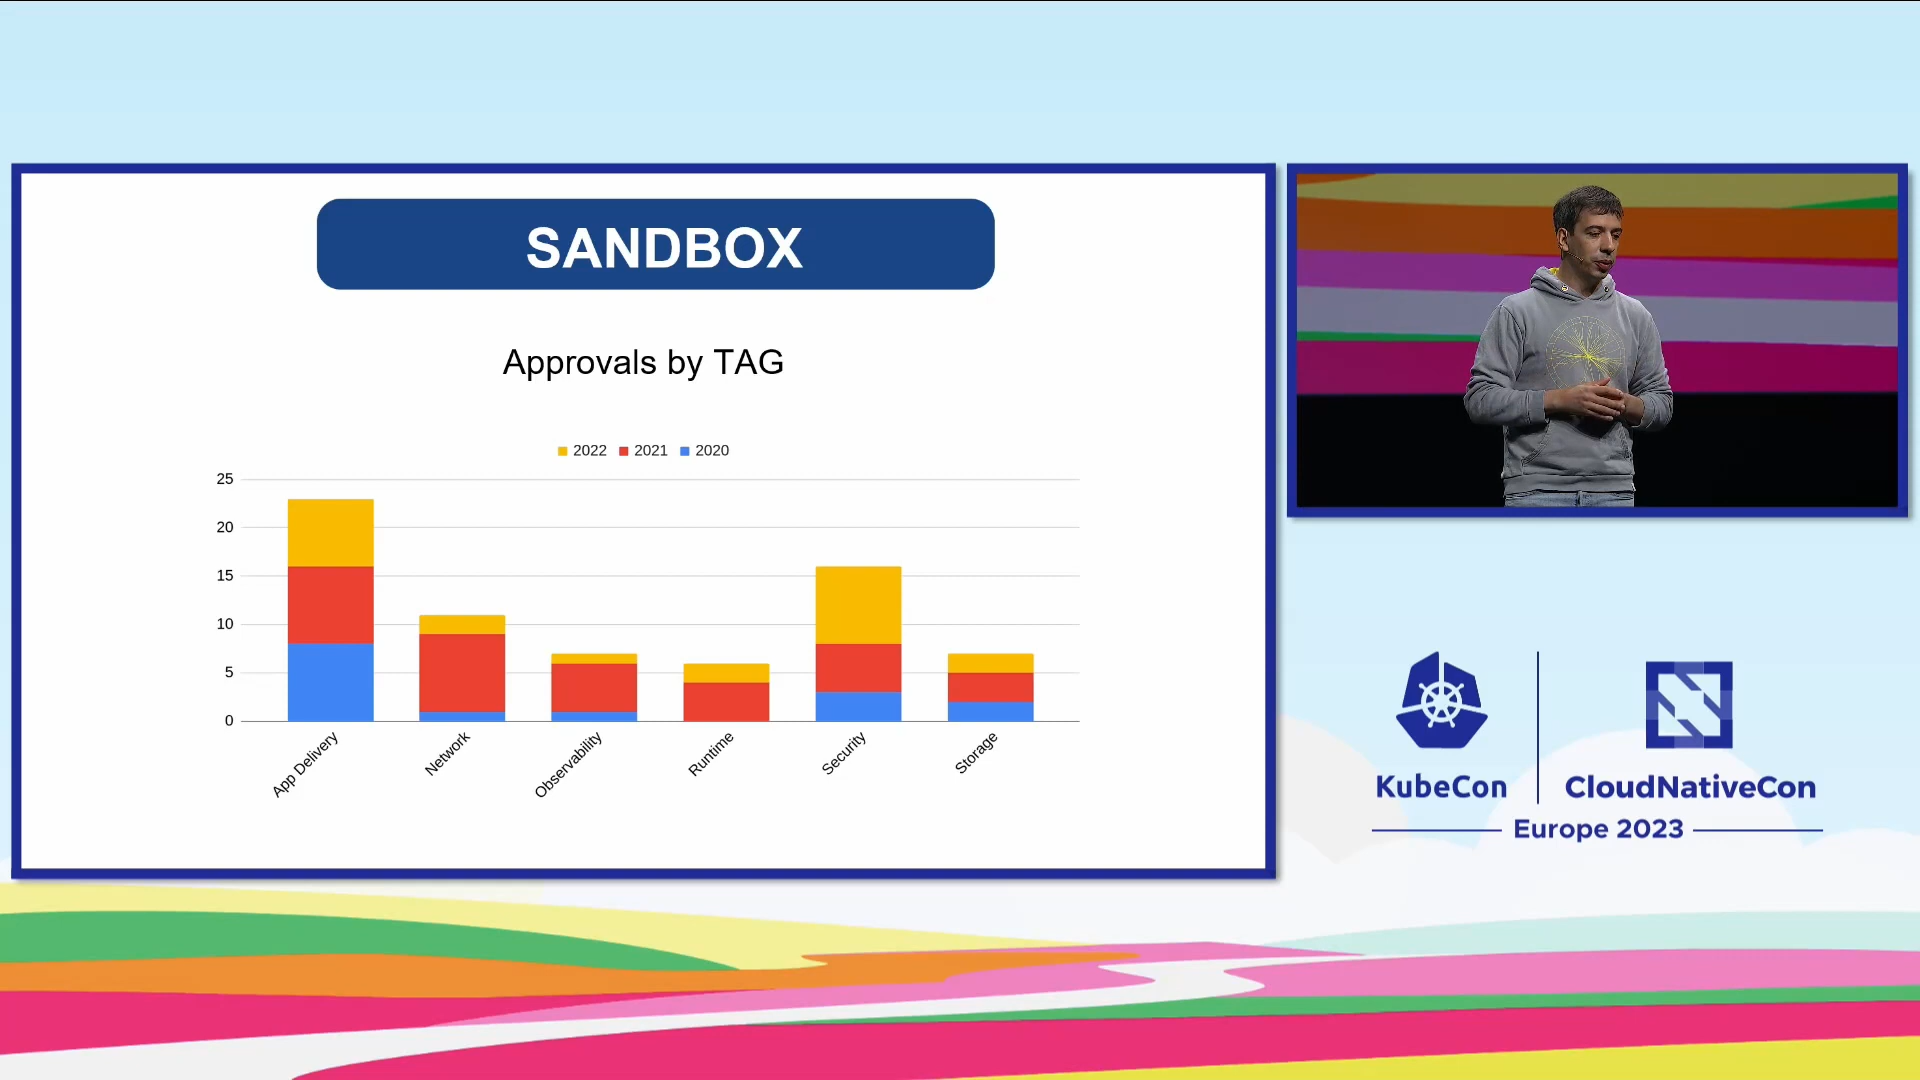 SANDBOX
Approvals by TAG
2022 2021 2020
25
20
15
10
5
0
App Delivery
Network
Observability
Runtime
Security
Storage
KubeCon
CloudNativeCon
Europe 2023